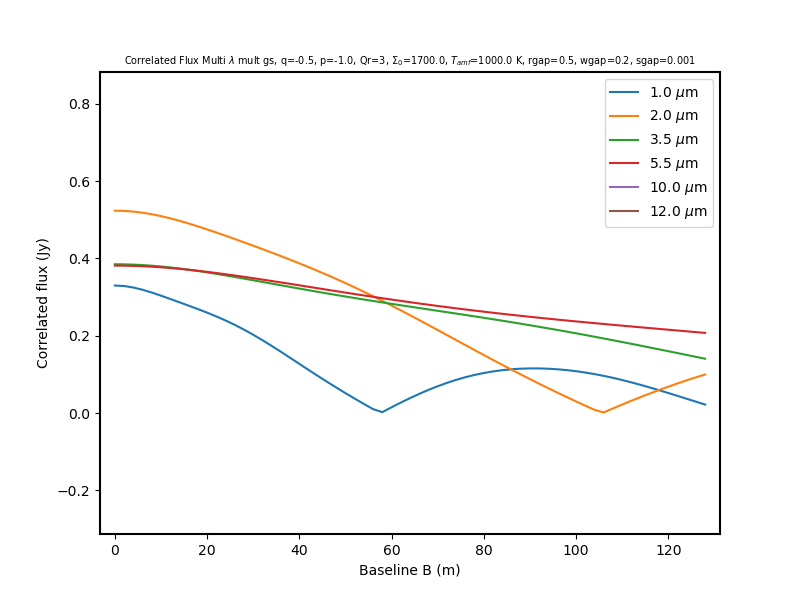 Correlated Flux Multi λ mult gs, q=-0.5, p=-1.0, Qr=3, Σ₀=1700.0, T_amf=1000.0 K, rgap=0.5, wgap=0.2, sgap=0.001
1.0 μm
2.0 μm
3.5 μm
5.5 μm
10.0 μm
12.0 μm
0.8
0.6
0.4
0.2
0.0
−0.2
Correlated flux (Jy)
0 20 40 60 80 100 120
Baseline B (m)